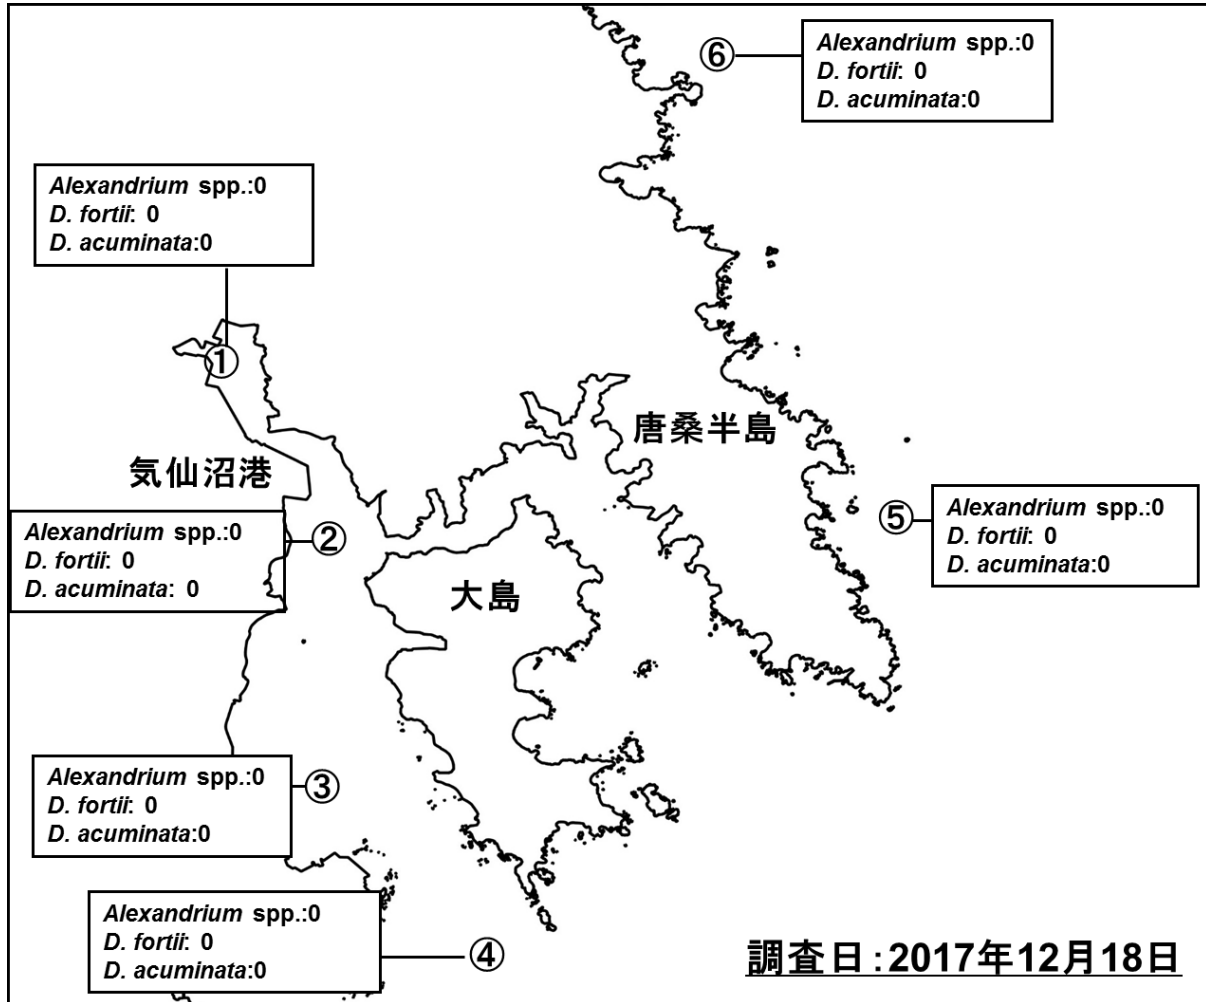 ⑥
Alexandrium spp.:0
D. fortii: 0
D. acuminata:0
Alexandrium spp.:0
D. fortii: 0
D. acuminata:0
①
唐桑半島
気仙沼港
⑤
Alexandrium spp.:0
D. fortii: 0
D. acuminata:0
Alexandrium spp.:0
D. fortii: 0
D. acuminata: 0
②
大島
Alexandrium spp.:0
D. fortii: 0
D. acuminata:0
③
Alexandrium spp.:0
D. fortii: 0
D. acuminata:0
④
調査日:2017年12月18日